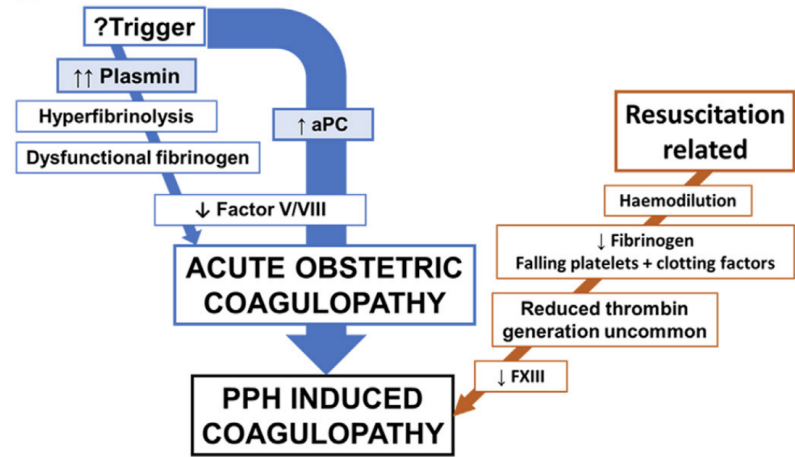 ?Trigger
↑↑ Plasmin
Hyperfibrinolysis
Dysfunctional fibrinogen
↑ aPC
↓ Factor V/VIII
ACUTE OBSTETRIC
COAGULOPATHY
PPH INDUCED
COAGULOPATHY
Resuscitation
related
Haemodilution
↓ Fibrinogen
Falling platelets + clotting factors
Reduced thrombin
generation uncommon
↓ FXIII